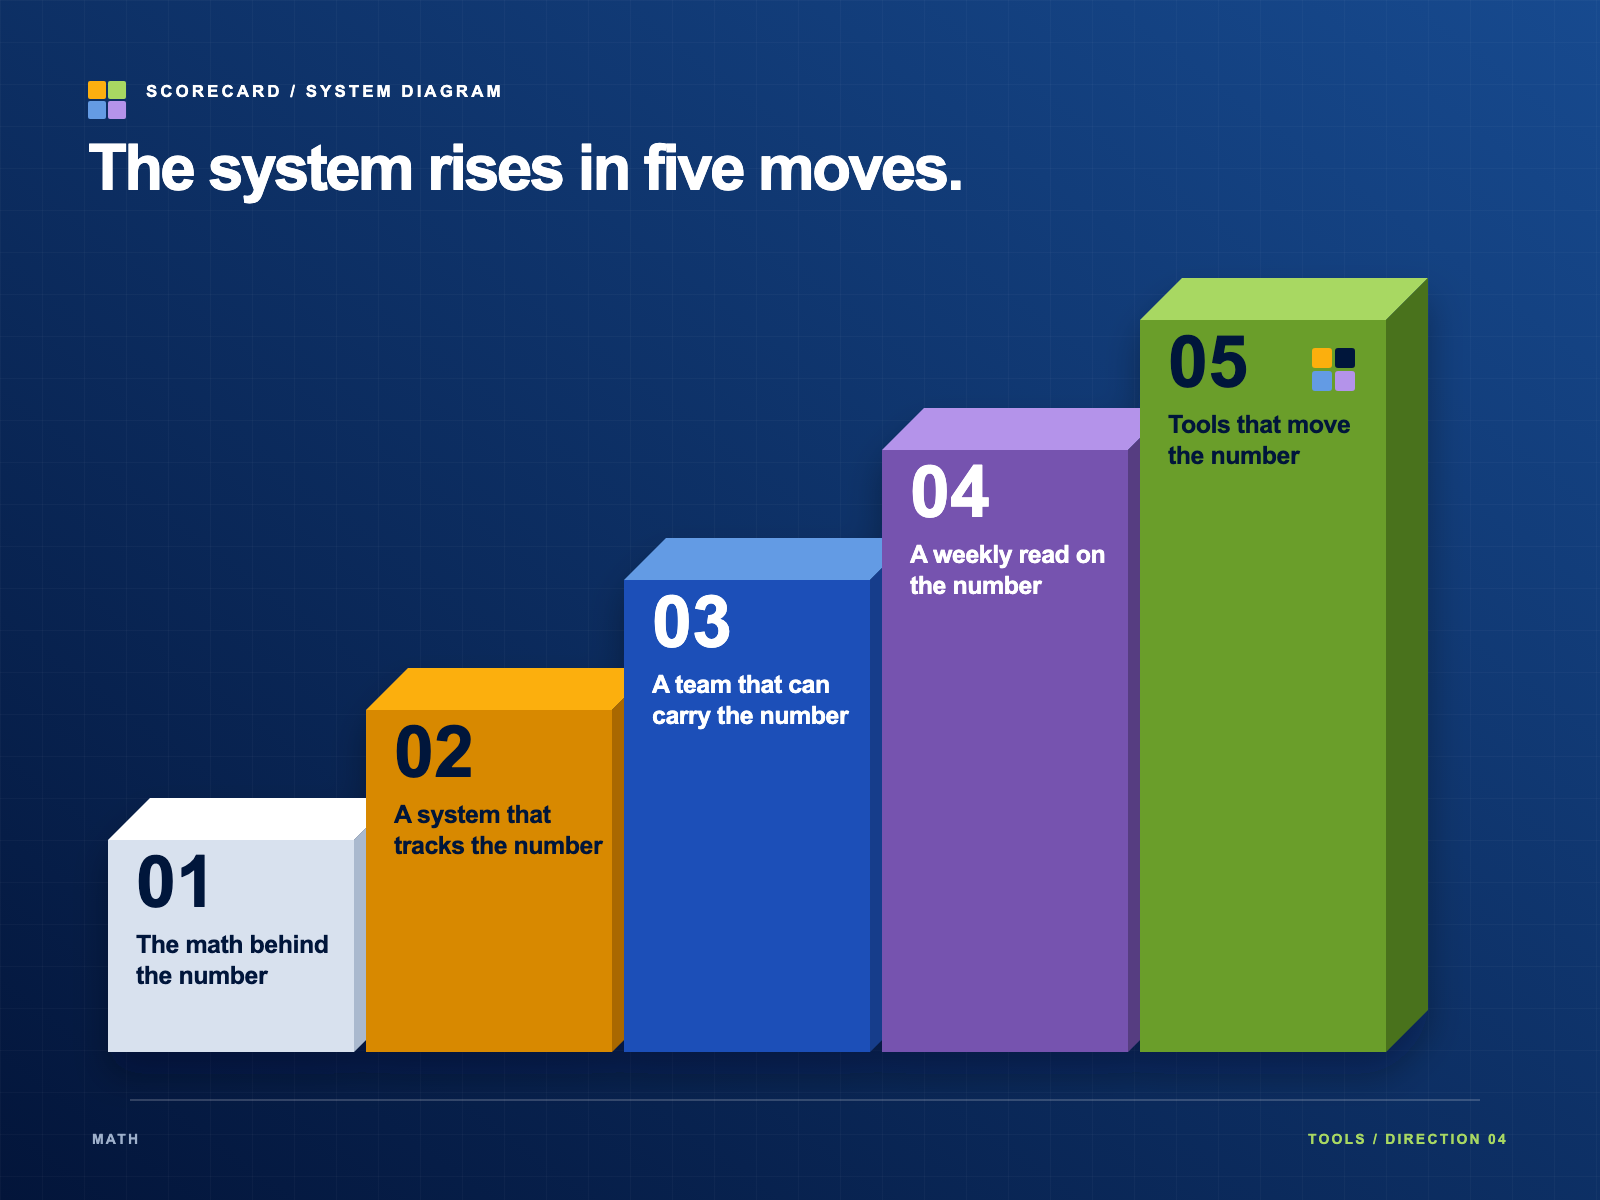 SCORECARD / SYSTEM DIAGRAM
The system rises in five moves.
01
The math behind
the number
02
A system that
tracks the number
03
A team that can
carry the number
04
A weekly read on
the number
05
Tools that move
the number
MATH
TOOLS / DIRECTION 04